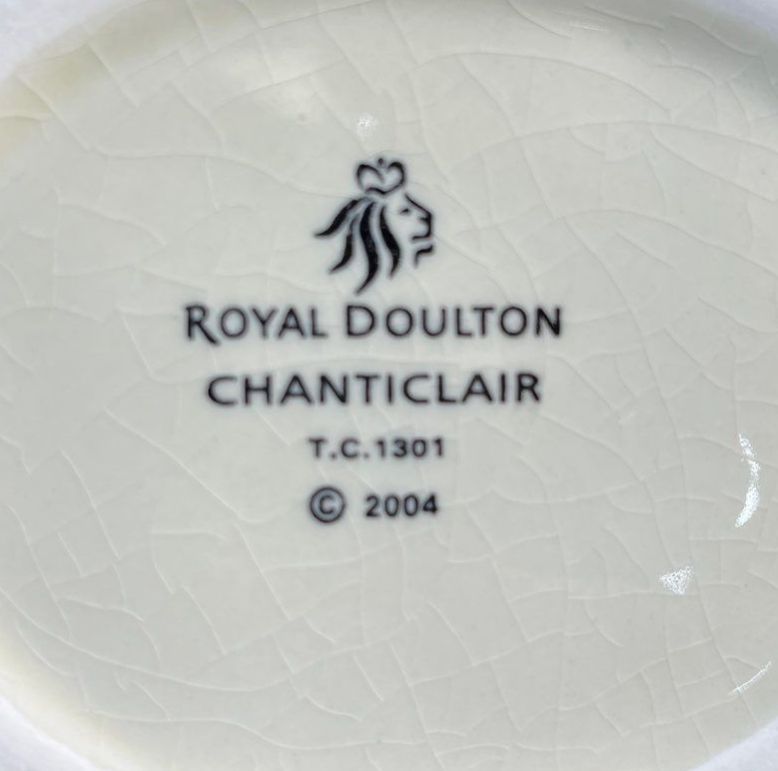 ROYAL DOULTON
CHANTICLAIR
T.C.1301
© 2004